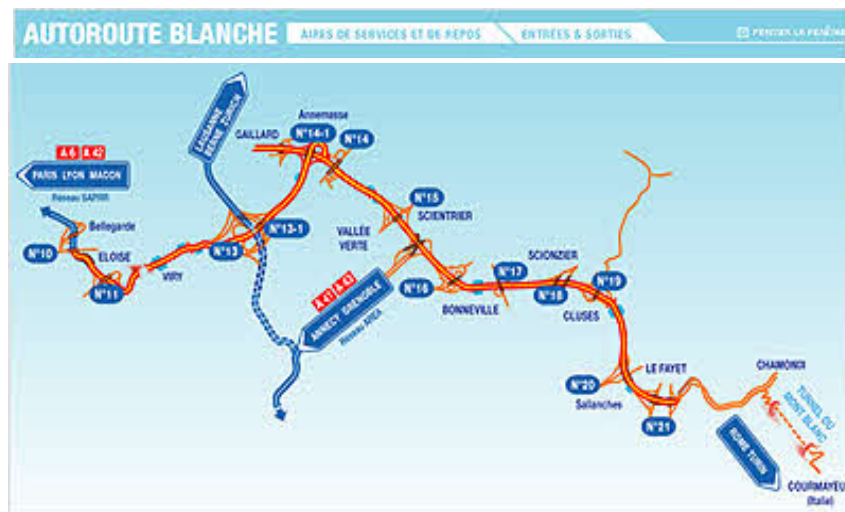 AUTOROUTE BLANCHE
AIRES DE SERVICES ET DE REPOS
ENTRÉES & SORTIES
LAUSANNE
BERNE ZURICH
Annemasse
GAILLARD
N°14-1
N°14
A 6 A 42
PARIS LYON MACON
Réseau SAPRR
Bellegarde
N°10
ELOISE
N°11
VIRY
N°13
N°13-1
N°15
SCIENTRIER
VALLÉE
VERTE
A 41 A 43
ANNECY GRENOBLE
Réseau AREA
N°16
BONNEVILLE
N°17
SCIONZIER
N°18
N°19
CLUSES
N°20
Sallanches
LE FAYET
N°21
CHAMONIX
TUNNEL DU
MONT BLANC
ROME TURIN
COURMAYEU
(Italie)